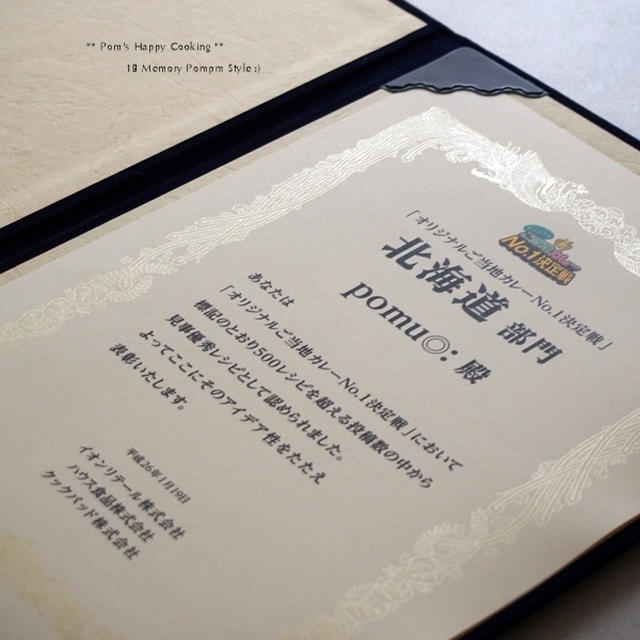 ** Pom's Happy Cooking **
18 Memory Pompm Style :)
No.1決定戦
「オリジナルご当地カレーNo.1決定戦」
北海道 部門
pomu◎:. 殿
あなたは
「オリジナルご当地カレーNo.1決定戦」において
標記のとおり500レシピを超える投稿数の中から
見事優秀レシピとして認められました。
よってここにそのアイデア性をたたえ
表彰いたします。
平成26年1月19日
イオンリテール株式会社
ハウス食品株式会社
クックパッド株式会社